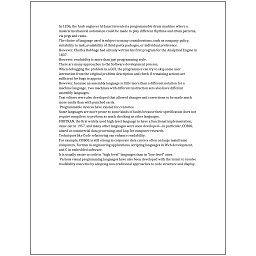 In 1206, the Arab engineer Al-Jazari invented a programmable drum machine where a
musical mechanical automaton could be made to play different rhythms and drum patterns,
via pegs and cams.
The choice of language used is subject to many considerations, such as company policy,
suitability to task, availability of third-party packages, or individual preference.
However, Charles Babbage had already written his first program for the Analytical Engine in
1837.
However, readability is more than just programming style.
There are many approaches to the Software development process.
When debugging the problem in a GUI, the programmer can try to skip some user
interaction from the original problem description and check if remaining actions are
sufficient for bugs to appear.
However, because an assembly language is little more than a different notation for a
machine language, two machines with different instruction sets also have different
assembly languages.
Text editors were also developed that allowed changes and corrections to be made much
more easily than with punched cards.
Programmable devices have existed for centuries.
Some languages are more prone to some kinds of faults because their specification does not
require compilers to perform as much checking as other languages.
FORTRAN, the first widely used high-level language to have a functional implementation,
came out in 1957, and many other languages were soon developed—in particular, COBOL
aimed at commercial data processing, and Lisp for computer research.
Techniques like Code refactoring can enhance readability.
For example, COBOL is still strong in corporate data centers often on large mainframe
computers, Fortran in engineering applications, scripting languages in Web development,
and C in embedded software.
It is usually easier to code in "high-level" languages than in "low-level" ones.
Various visual programming languages have also been developed with the intent to resolve
readability concerns by adopting non-traditional approaches to code structure and display.